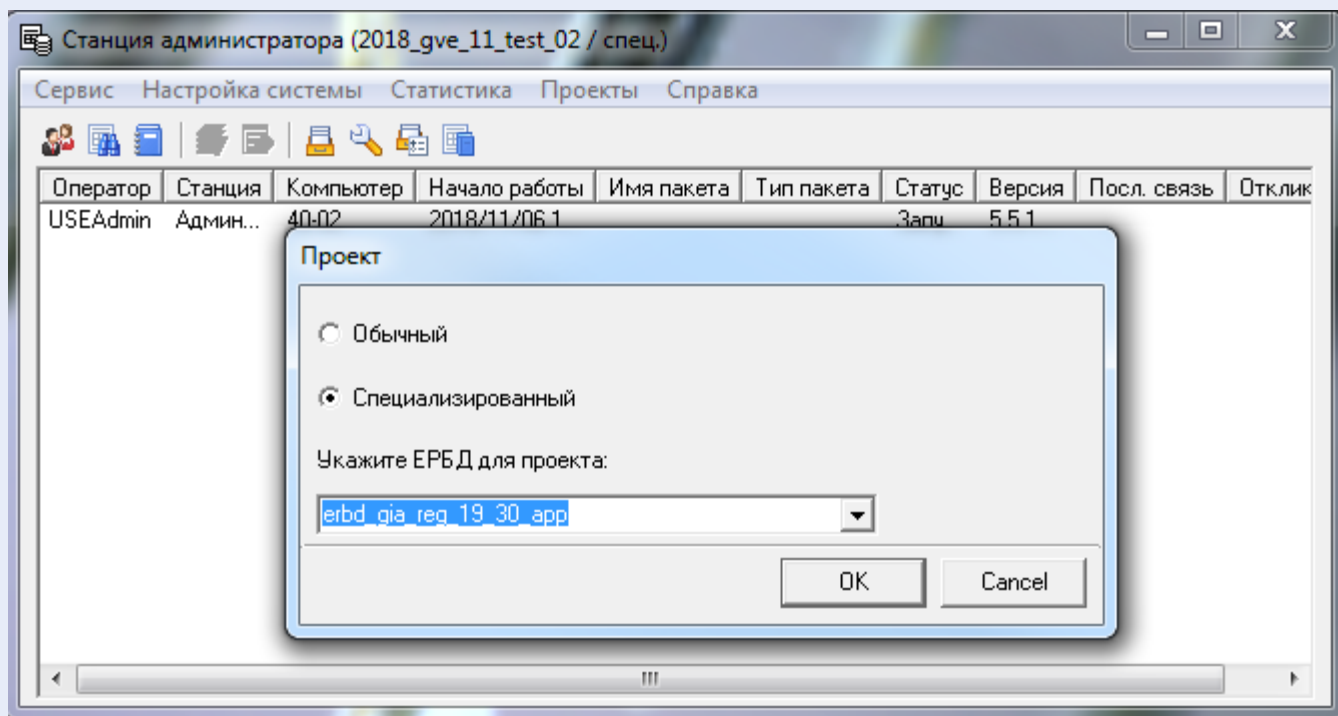 Станция администратора (2018_gve_11_test_02 / спец.)
Сервис Настройка системы Статистика Проекты Справка
Оператор Станция Компьютер Начало работы Имя пакета Тип пакета Статус Версия Посл. связь Отклик
USEAdmin Админ... 40-02 2018/11/06 1 Запу 5.5.1
Проект
Обычный
Специализированный
Укажите ЕРБД для проекта:
erbd_gia_reg_19_30_app
OK Cancel